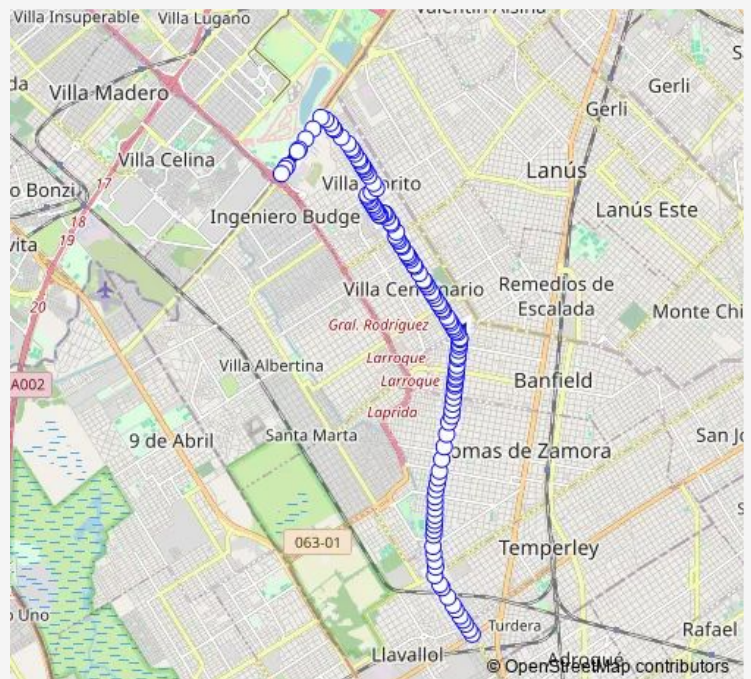 Villa Insuperable
Villa Lugano
Villa Madero
Gerli
Gerli
Villa Celina
17
Lanús
Ingeniero Budge
Lanús Este
18
19
20
Villa Centenario
Remedios de
Escalada
Monte Chi
Gral. Rodríguez
Villa Albertina
Larroque
Larroque
Banfield
A002
Laprida
9 de Abril
Santa Marta
Lomas de Zamora
San Jo
063-01
Temperley
Uno
Turdera
Rafael
Llavallol
Adrogué
© OpenStreetMap contributors